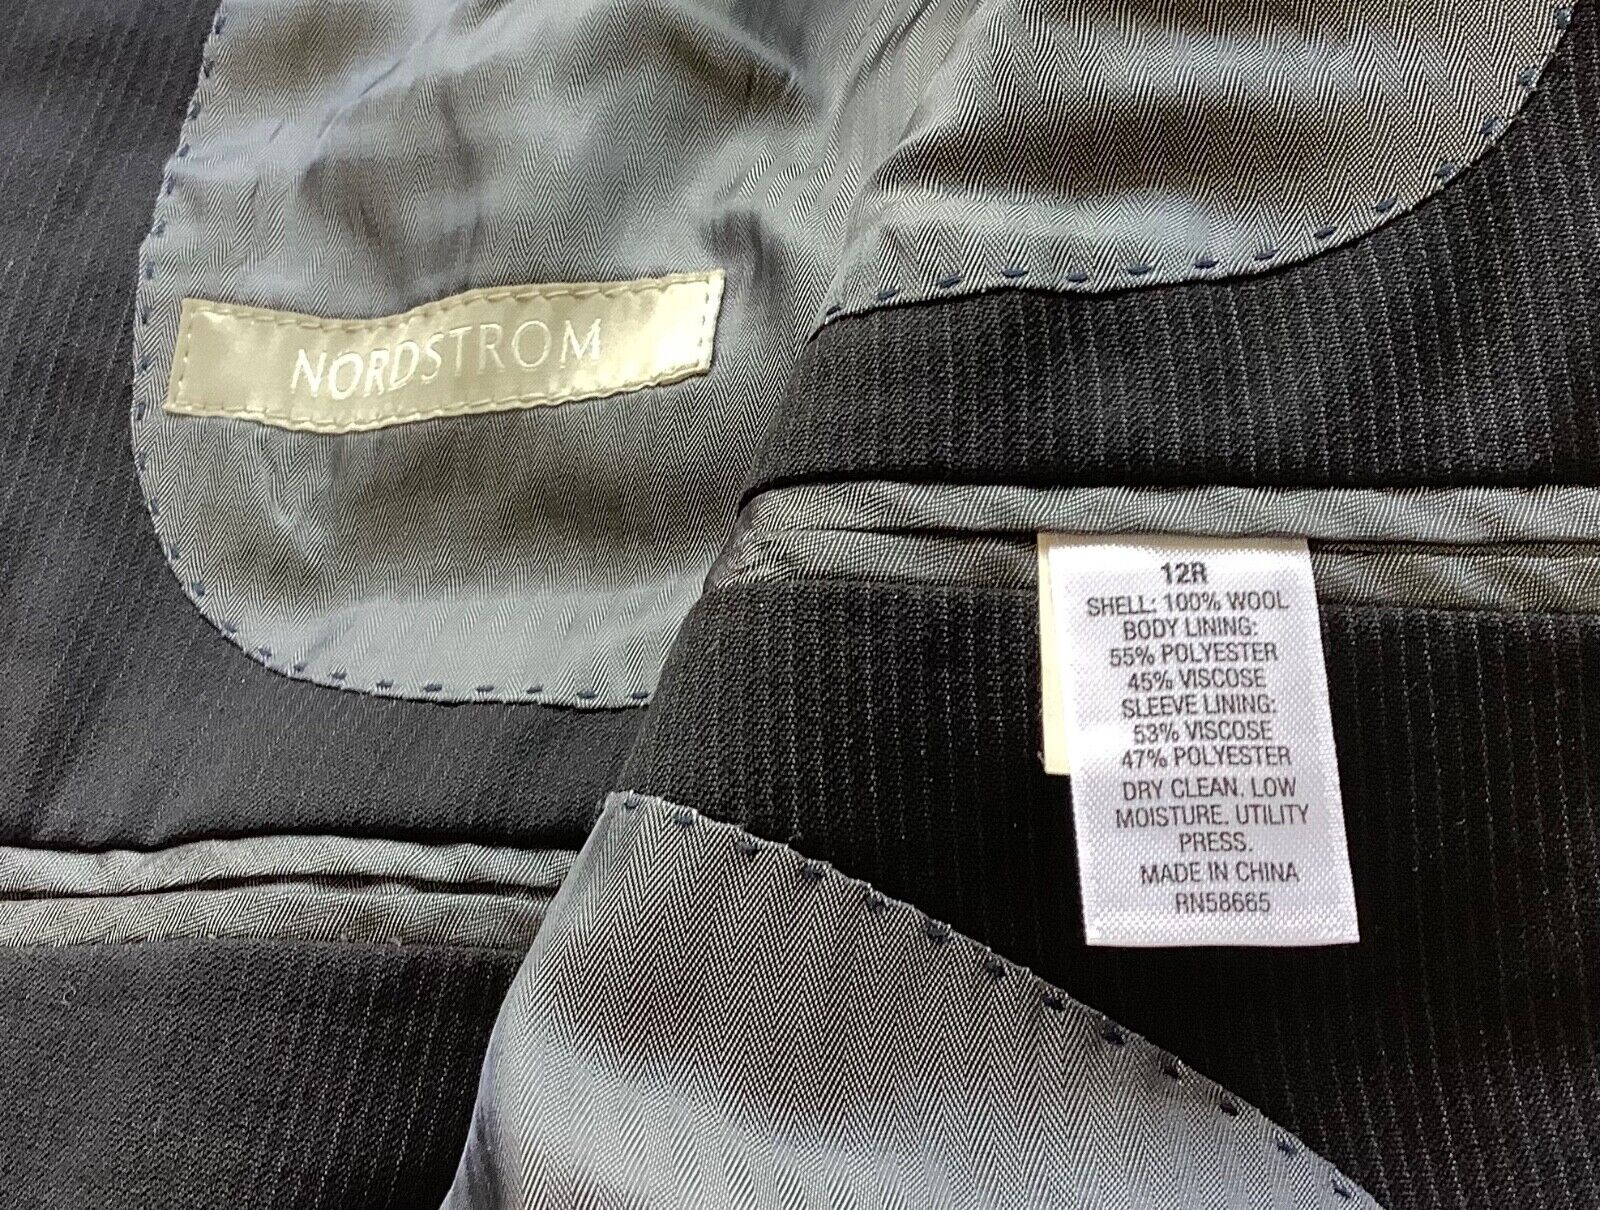 NORDSTROM
12R
SHELL: 100% WOOL
BODY LINING:
55% POLYESTER
45% VISCOSE
SLEEVE LINING:
53% VISCOSE
47% POLYESTER
DRY CLEAN. LOW
MOISTURE. UTILITY
PRESS.
MADE IN CHINA
RN58665